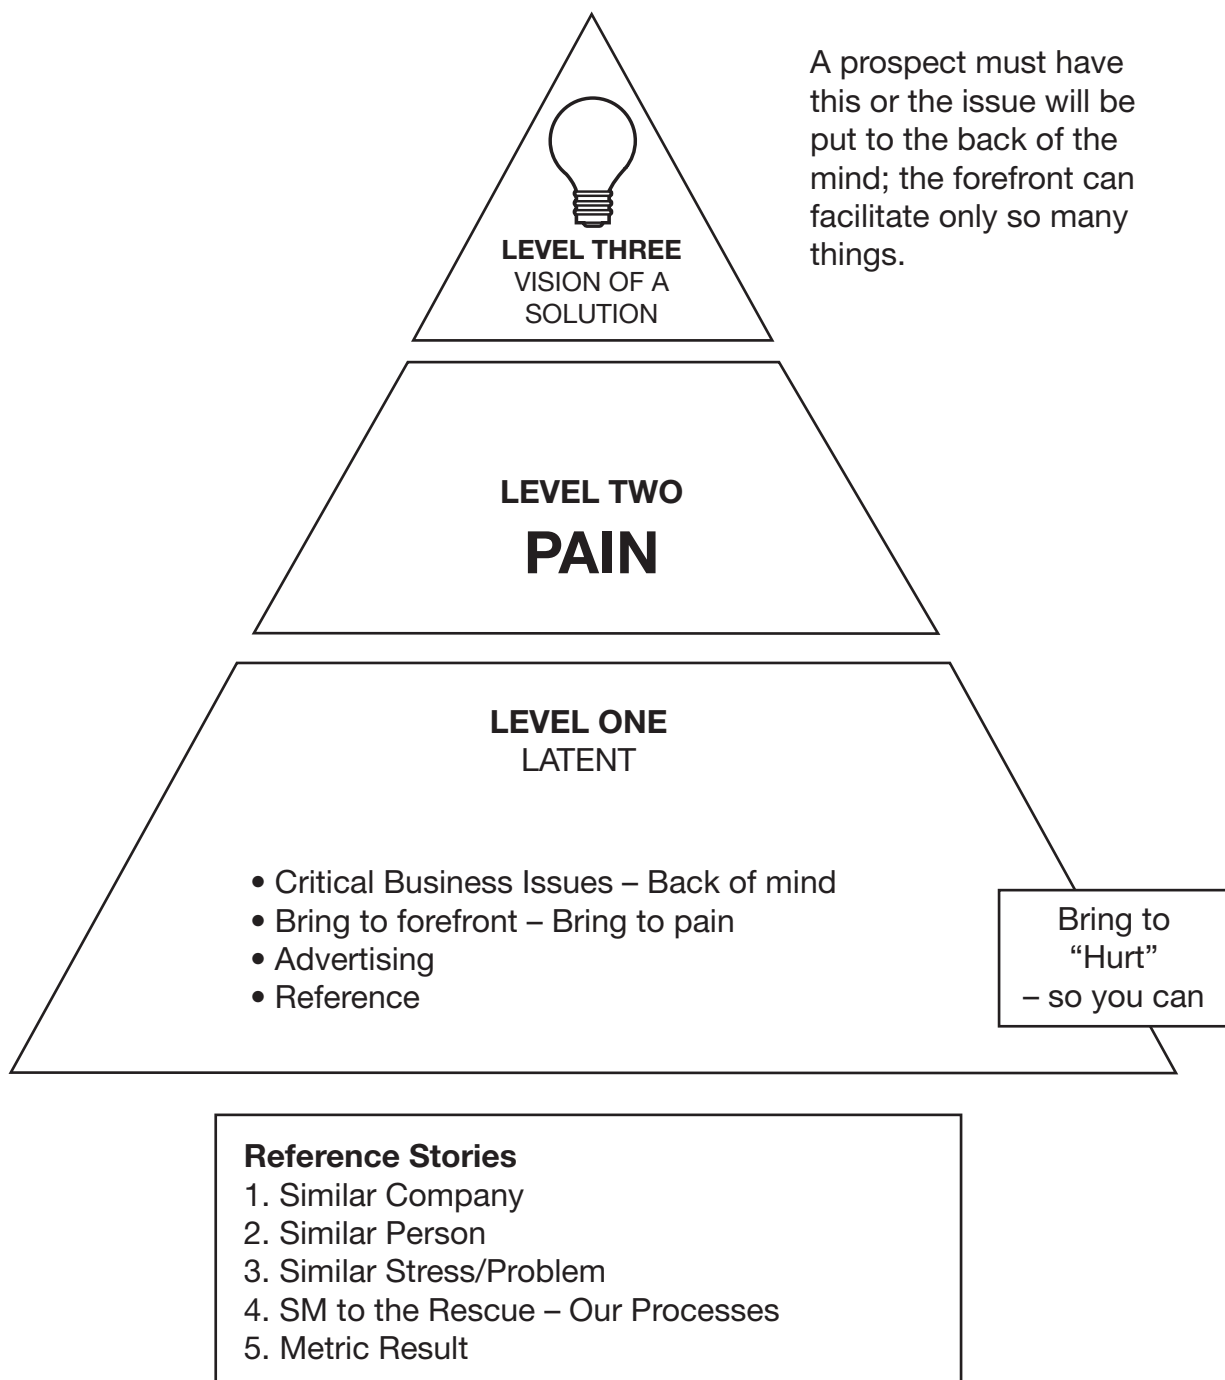 A prospect must have
this or the issue will be
put to the back of the
mind; the forefront can
facilitate only so many
things.
LEVEL THREE
VISION OF A
SOLUTION
LEVEL TWO
PAIN
LEVEL ONE
LATENT
• Critical Business Issues – Back of mind
• Bring to forefront – Bring to pain
• Advertising
• Reference
Bring to
“Hurt”
– so you can
Reference Stories
1. Similar Company
2. Similar Person
3. Similar Stress/Problem
4. SM to the Rescue – Our Processes
5. Metric Result